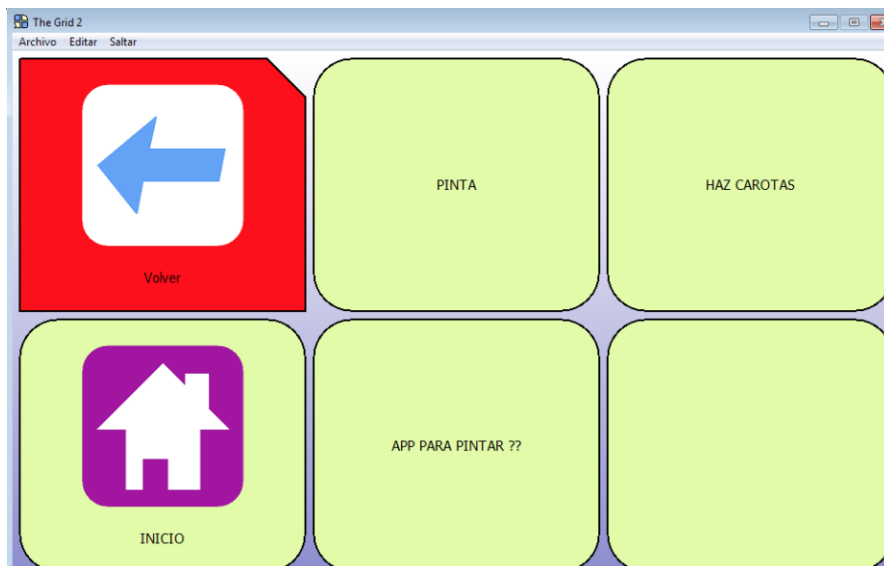 The Grid 2
Archivo Editar Saltar
Volver
PINTA
HAZ CAROTAS
INICIO
APP PARA PINTAR ??